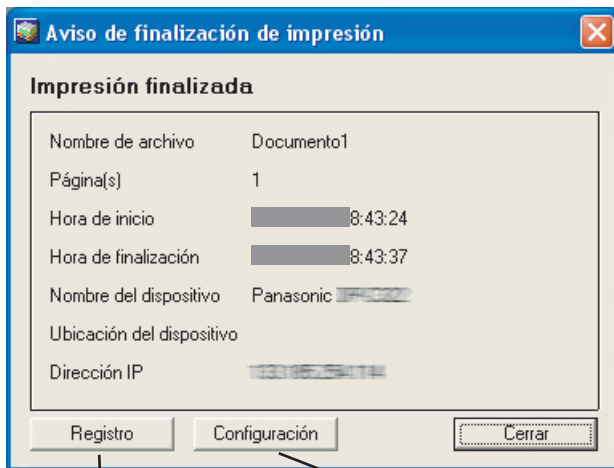 Aviso de finalización de impresión
Impresión finalizada
Nombre de archivo Documento1
Página(s) 1
Hora de inicio 8:43:24
Hora de finalización 8:43:37
Nombre del dispositivo Panasonic
Ubicación del dispositivo
Dirección IP
Registro Configuración Cerrar